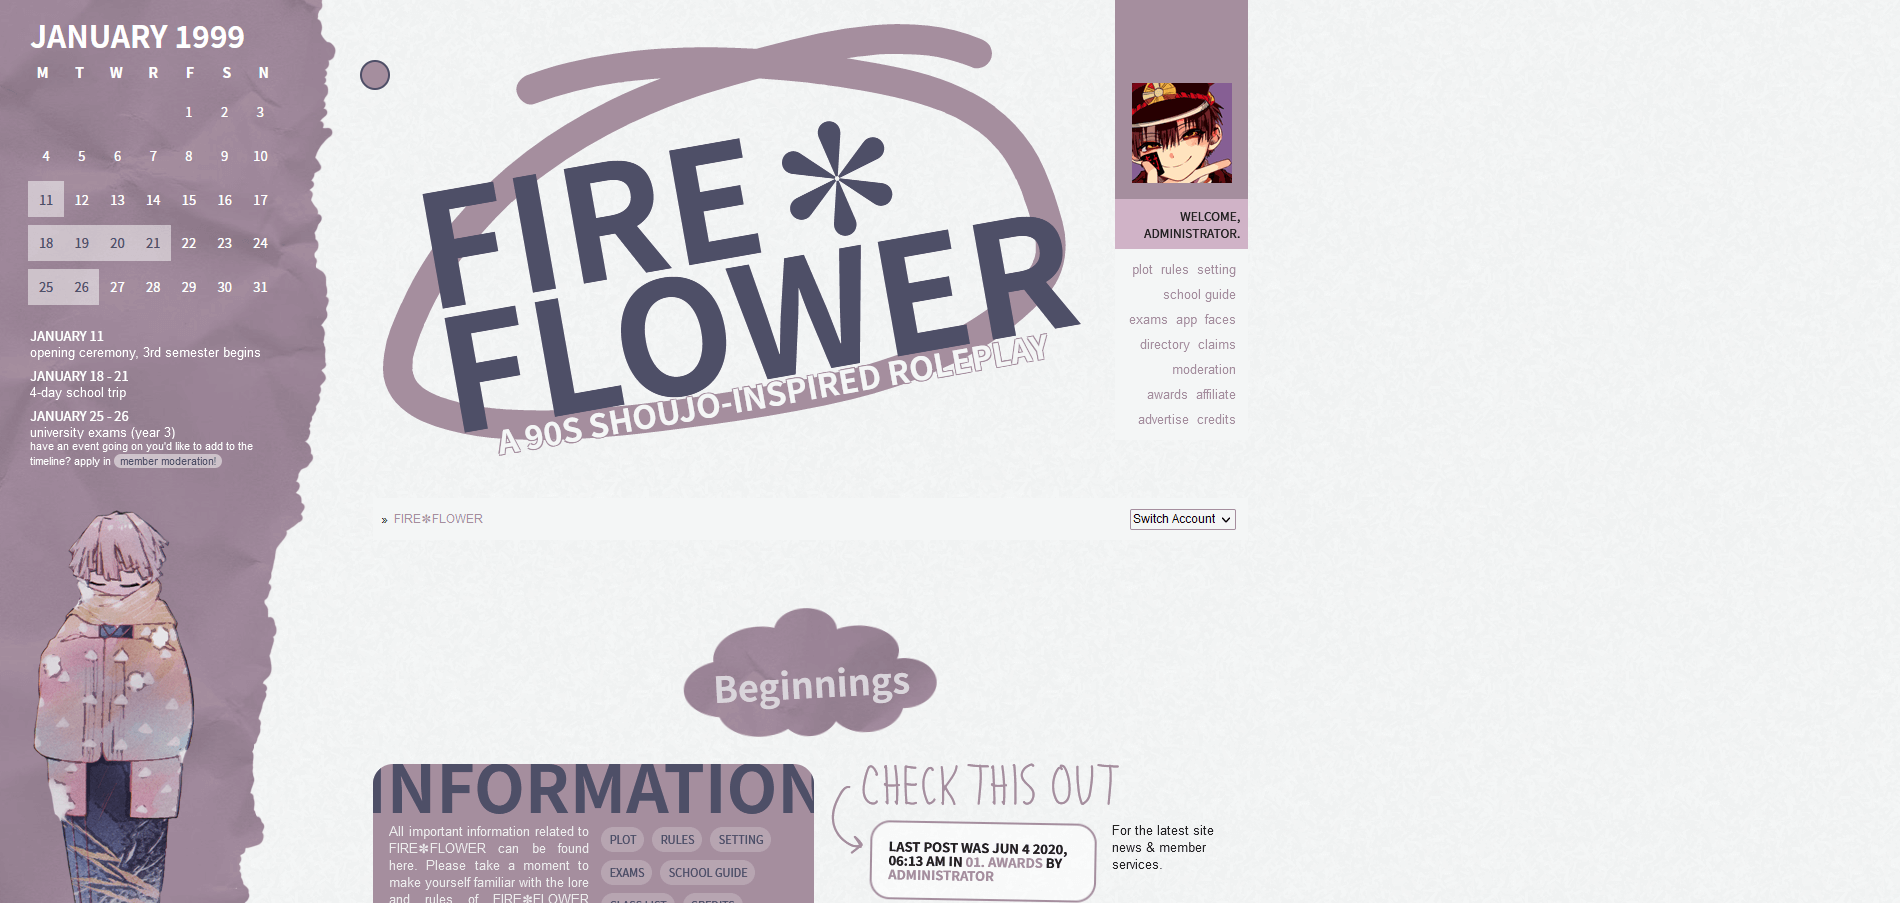 JANUARY 1999
M T W R F S N
1 2 3
4 5 6 7 8 9 10
11 12 13 14 15 16 17
18 19 20 21 22 23 24
25 26 27 28 29 30 31
JANUARY 11
opening ceremony, 3rd semester begins
JANUARY 18 - 21
4-day school trip
JANUARY 25 - 26
university exams (year 3)
have an event going on you'd like to add to the
timeline? apply in member moderation!
FIRE✻
FLOWER
A 90S SHOUJO-INSPIRED ROLEPLAY
WELCOME,
ADMINISTRATOR.
plot rules setting
school guide
exams app faces
directory claims
moderation
awards affiliate
advertise credits
» FIRE✻FLOWER
Switch Account
Beginnings
INFORMATION
All important information related to
FIRE✻FLOWER can be found
here. Please take a moment to
make yourself familiar with the lore
and rules of FIRE✻FLOWER
PLOT RULES SETTING
EXAMS SCHOOL GUIDE
CLASS LIST CREDITS
CHECK THIS OUT
LAST POST WAS JUN 4 2020,
06:13 AM IN 01. AWARDS BY
ADMINISTRATOR
For the latest site
news & member
services.